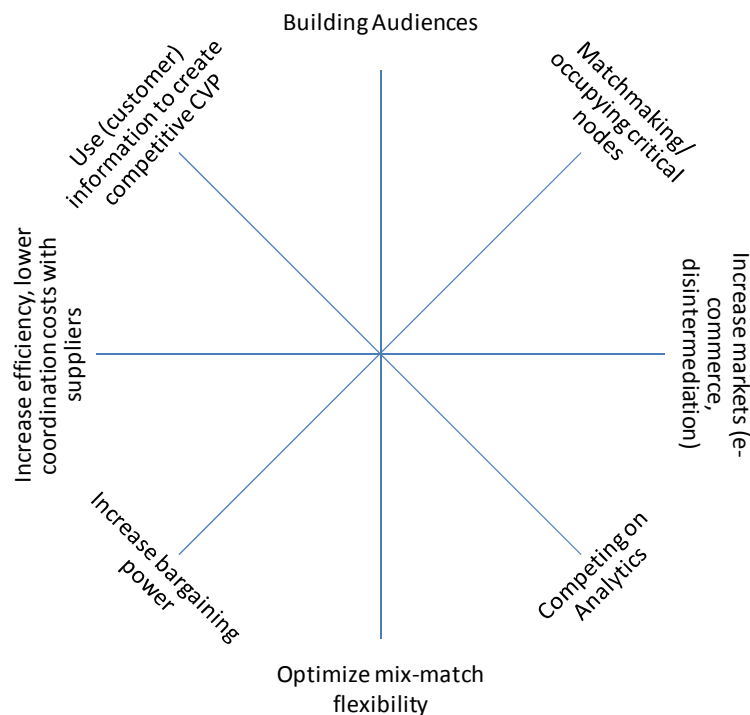 Building Audiences
Use (customer)
information to create
competitive CVP
Matchmaking/
occupying critical
nodes
Increase efficiency, lower
coordination costs with
suppliers
Increase markets (e-
commerce,
disintermediation)
Increase bargaining
power
Competing on
Analytics
Optimize mix-match
flexibility